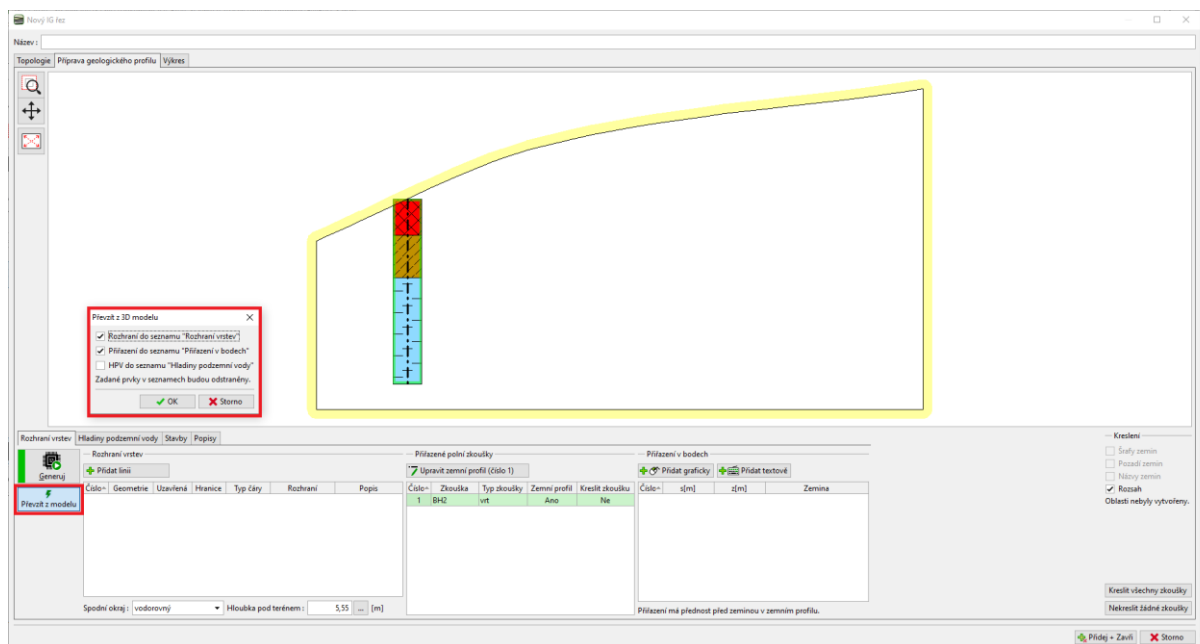 Nový IG řez
Název :
Topologie Příprava geologického profilu Výkres
Převzít z 3D modelu
Rozhraní do seznamu "Rozhraní vrstev"
Přiřazení do seznamu "Přiřazení v bodech"
HPV do seznamu "Hladiny podzemní vody"
Zadané prvky v seznamech budou odstraněny.
OK Storno
Rozhraní vrstev Hladiny podzemní vody Stavby Popisy
Generuj
Převzít z modelu
Rozhraní vrstev
Přidat linii
Číslo Geometrie Uzavřená Hranice Typ čáry Rozhraní Popis
Spodní okraj : vodorovný Hloubka pod terénem : 5,55 ... [m]
Přiřazené polní zkoušky
Upravit zemní profil (číslo 1)
Číslo Zkouška Typ zkoušky Zemní profil Kreslit zkoušku
1 BH2 vrt Ano Ne
Přiřazení v bodech
Přidat graficky Přidat textově
Číslo s[m] z[m] Zemina
Přiřazení má přednost před zeminou v zemním profilu.
Kreslení
Šrafy zemin
Pozadí zemin
Názvy zemin
Rozsah
Oblasti nebyly vytvořeny.
Kreslit všechny zkoušky
Nekreslit žádné zkoušky
Přidej + Zavři Storno